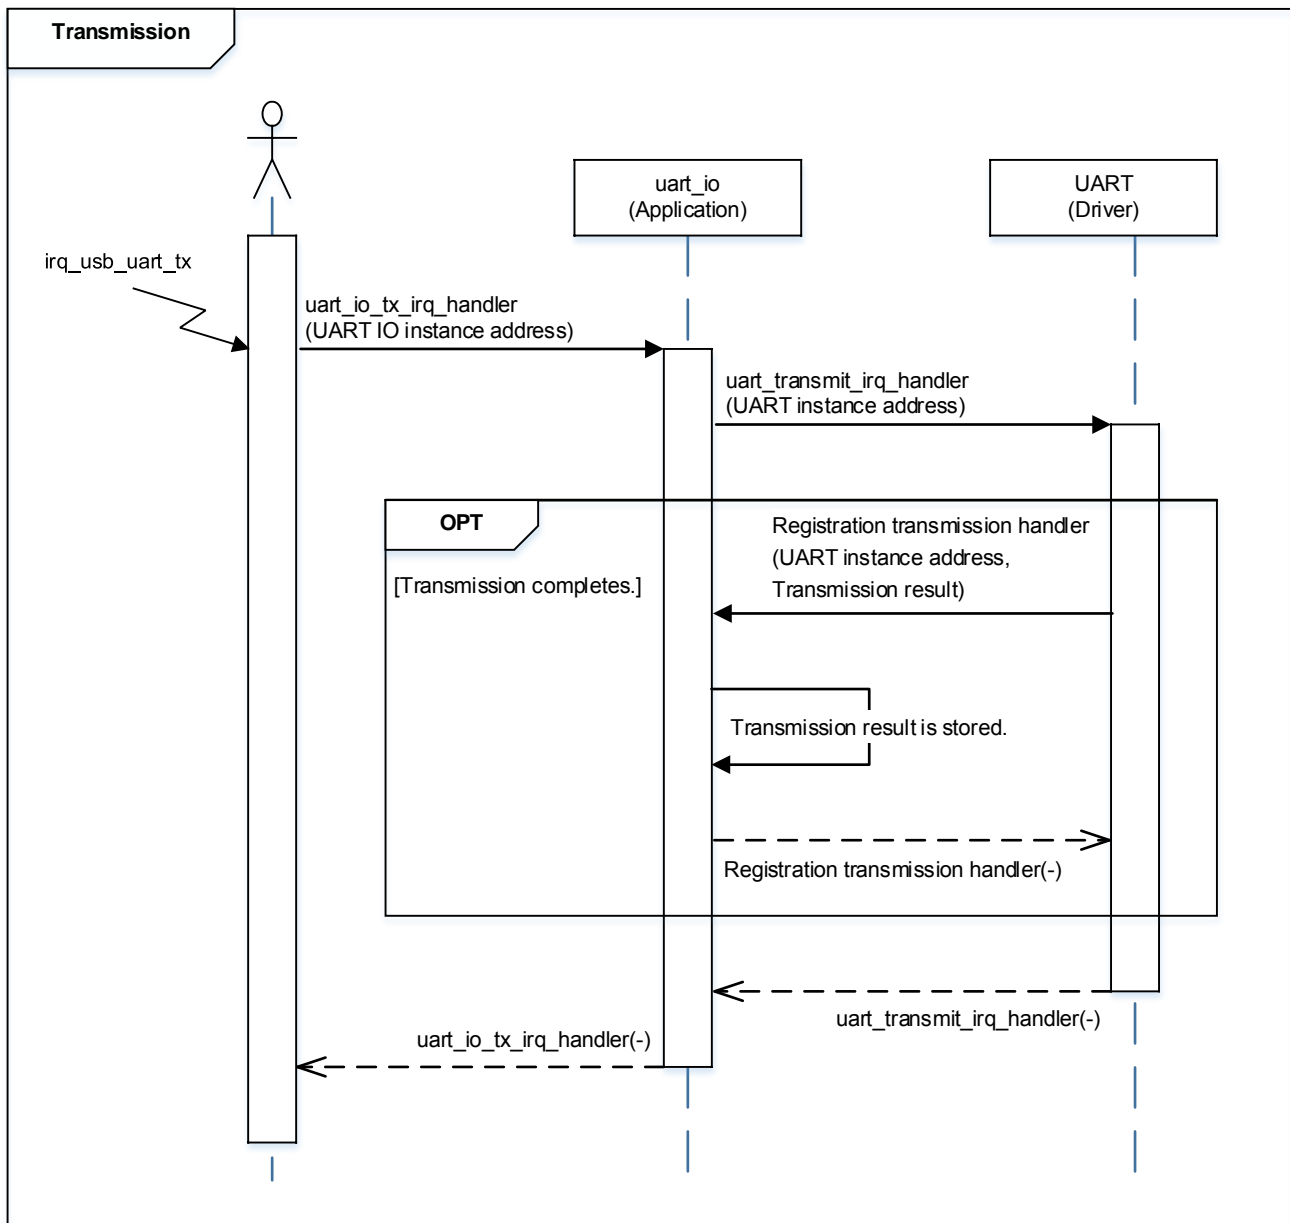 Transmission
uart_io
(Application)
UART
(Driver)
irq_usb_uart_tx
uart_io_tx_irq_handler
(UART IO instance address)
uart_transmit_irq_handler
(UART instance address)
OPT
[Transmission completes.]
Registration transmission handler
(UART instance address,
Transmission result)
Transmission result is stored.
Registration transmission handler(-)
uart_transmit_irq_handler(-)
uart_io_tx_irq_handler(-)